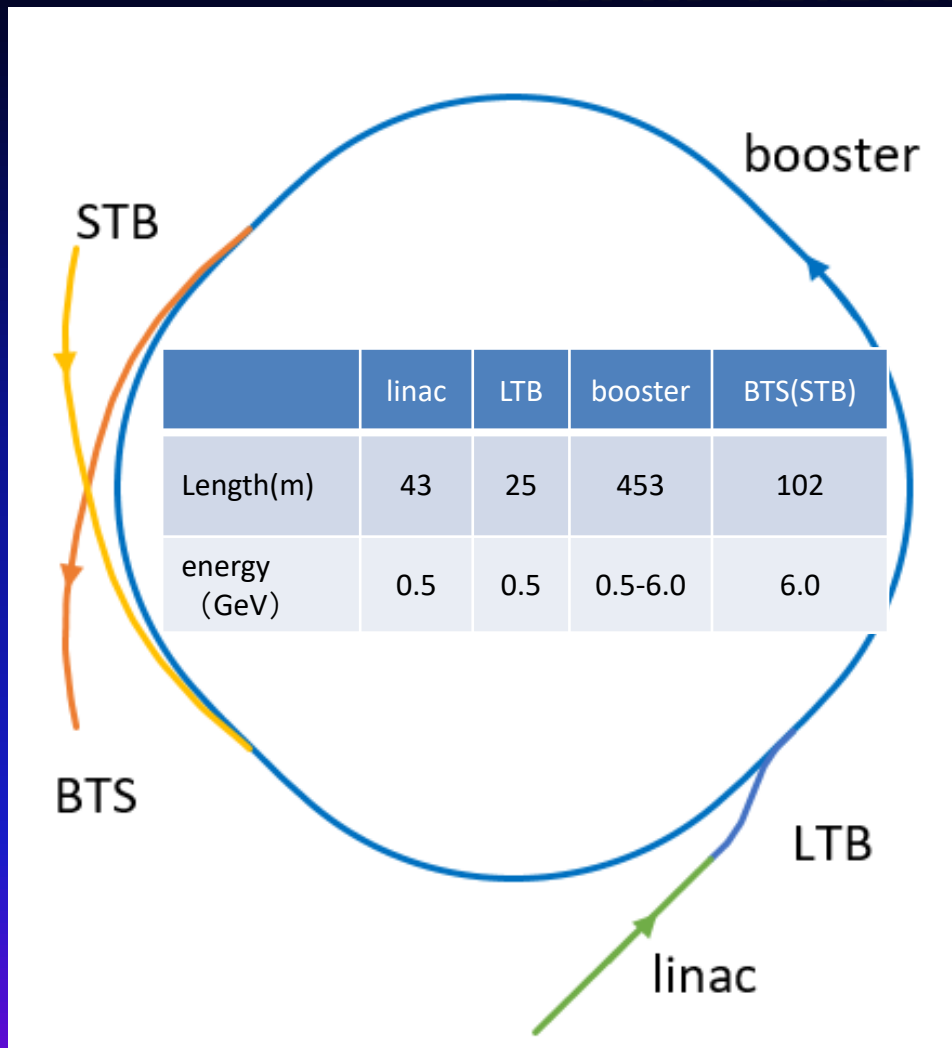 booster
STB
linac LTB booster BTS(STB)
Length(m) 43 25 453 102
energy
（GeV） 0.5 0.5 0.5-6.0 6.0
BTS
LTB
linac